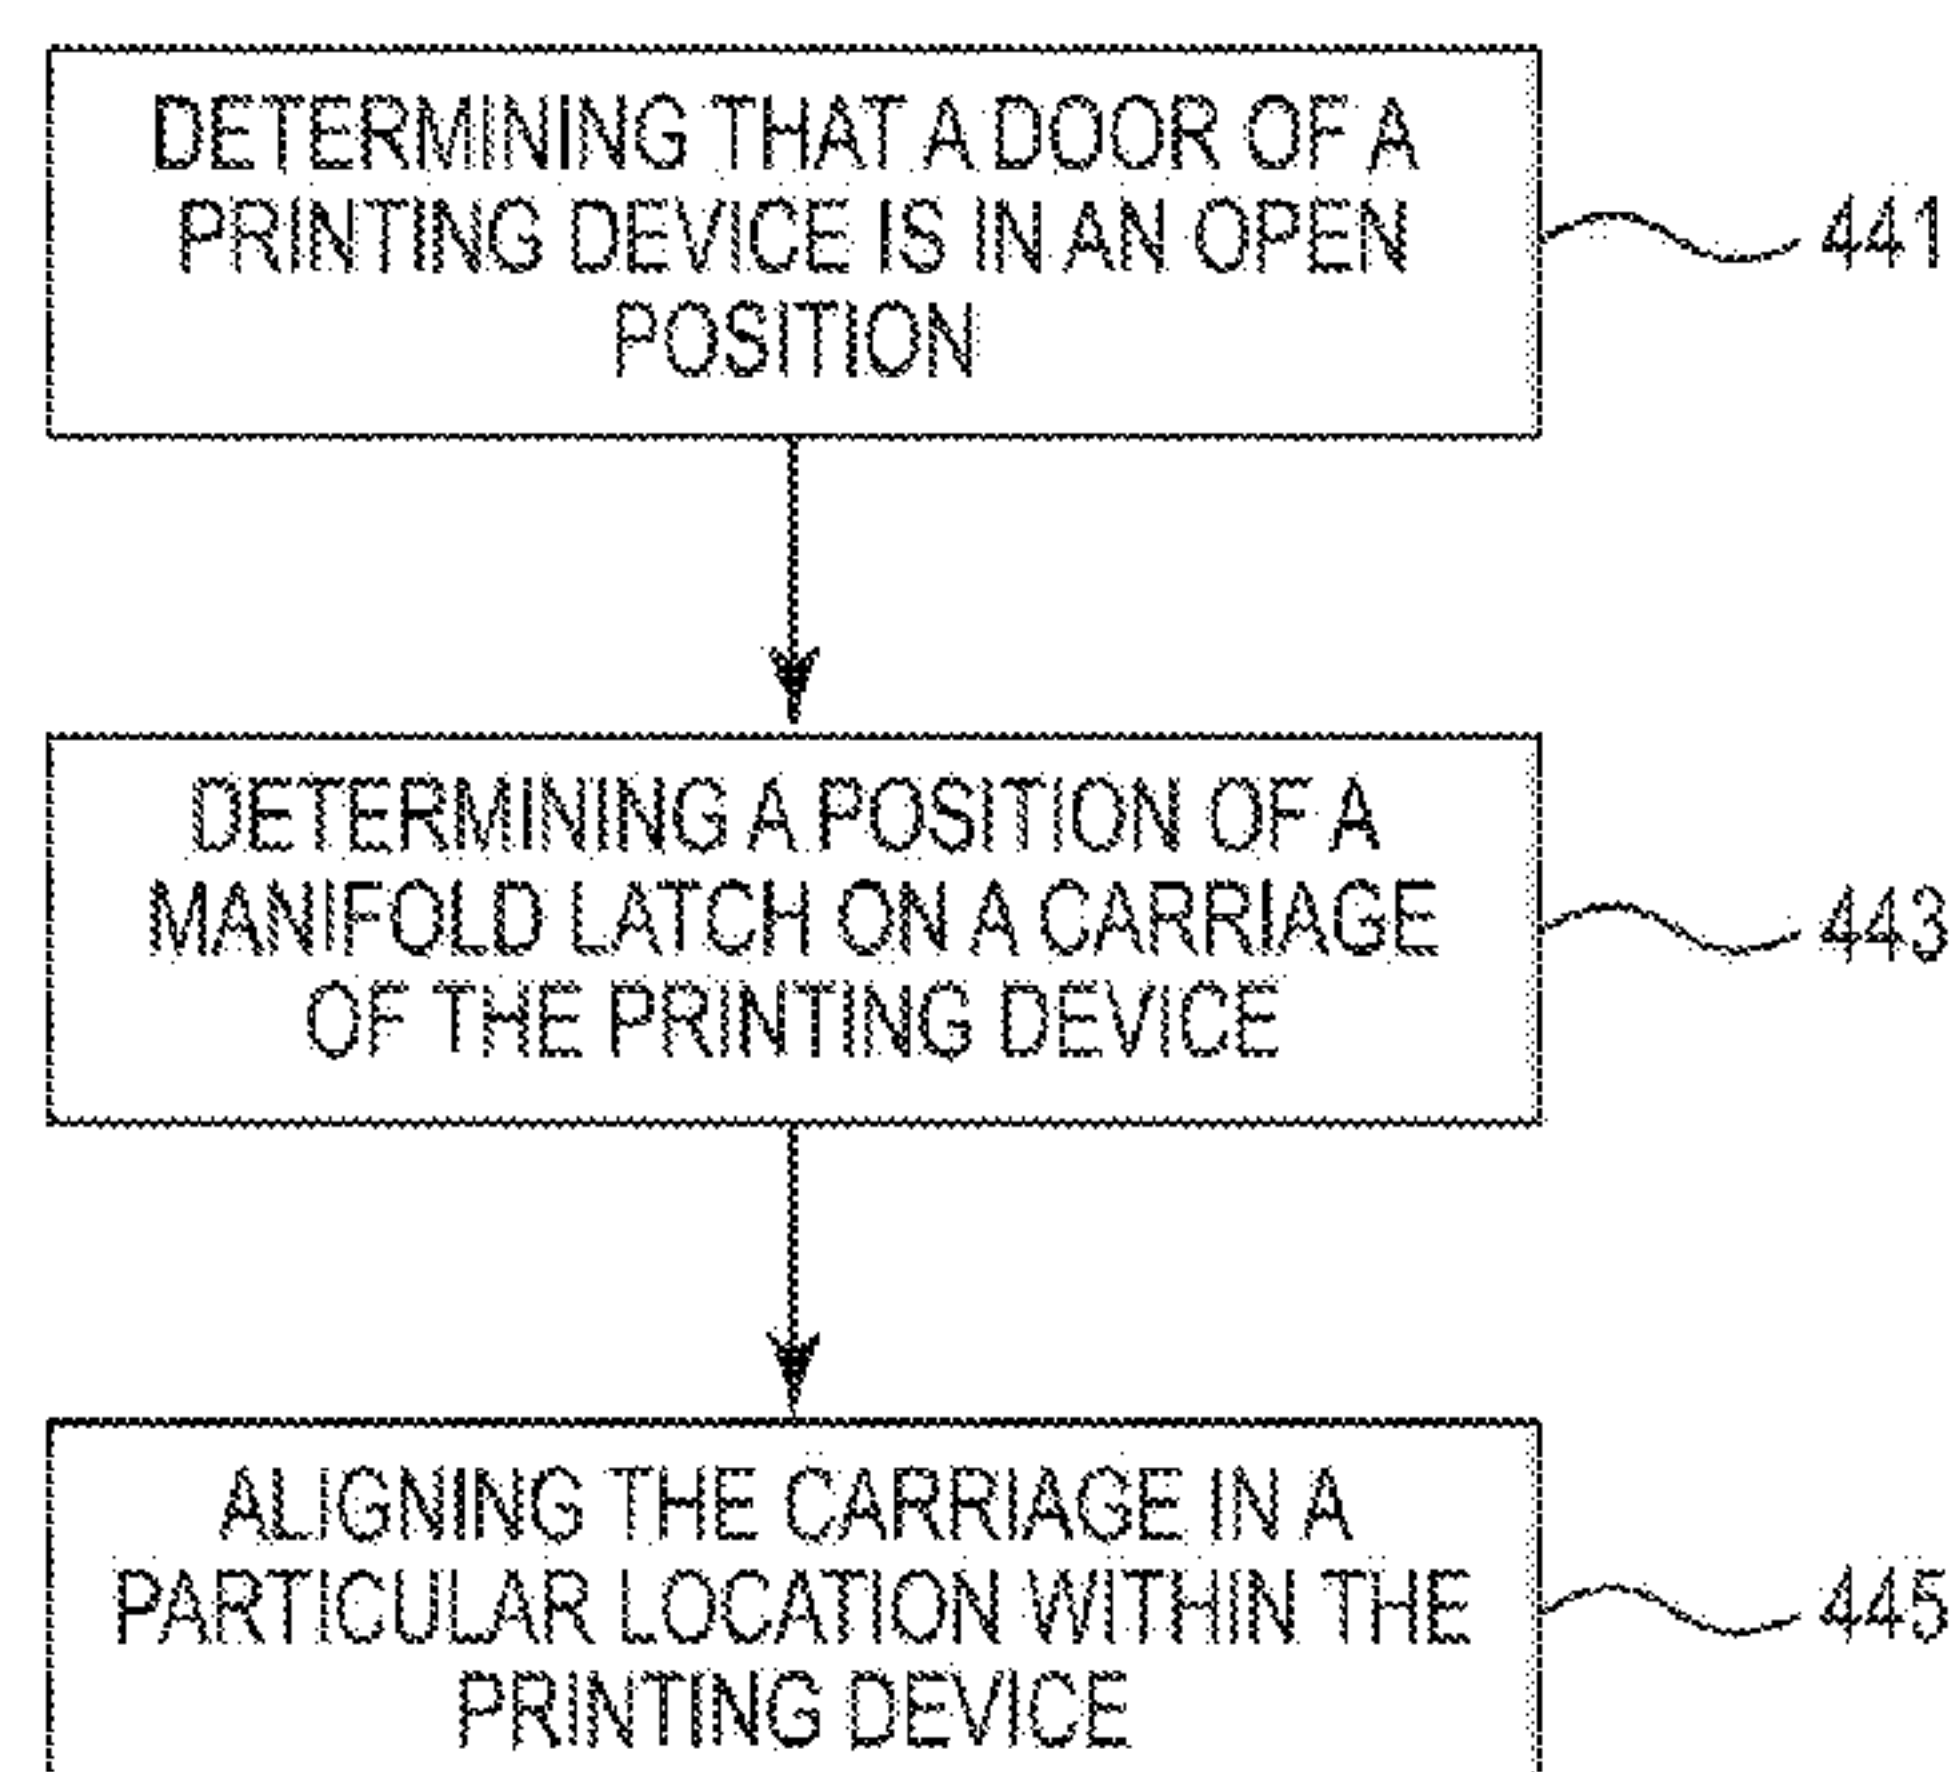 DETERMINING THAT A DOOR OF A
PRINTING DEVICE IS IN AN OPEN
POSITION
441
DETERMINING A POSITION OF A
MANIFOLD LATCH ON A CARRIAGE
OF THE PRINTING DEVICE
443
ALIGNING THE CARRIAGE IN A
PARTICULAR LOCATION WITHIN THE
PRINTING DEVICE
445